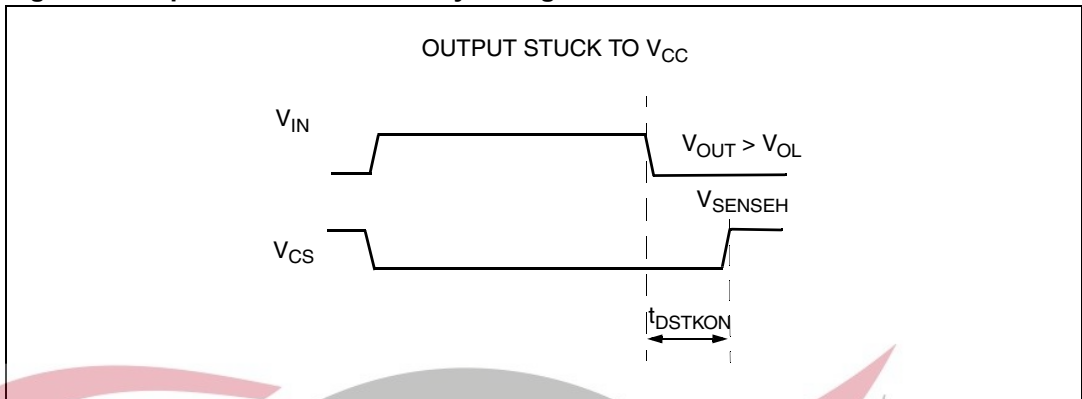 OUTPUT STUCK TO VCC
VIN
VOUT > VOL
VSENSEH
VCS
tDSTKON